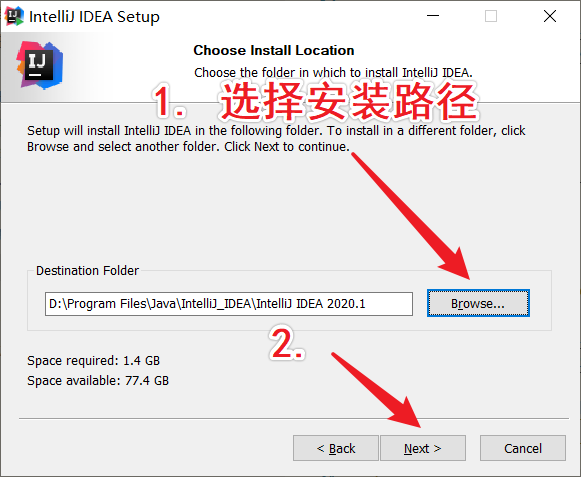 IntelliJ IDEA Setup
IJ
Choose Install Location
Choose the folder in which to install IntelliJ IDEA.
1. 选择安装路径
Setup will install IntelliJ IDEA in the following folder. To install in a different folder, click
Browse and select another folder. Click Next to continue.
Destination Folder
D:\Program Files\Java\IntelliJ_IDEA\IntelliJ IDEA 2020.1
Browse...
2.
Space required: 1.4 GB
Space available: 77.4 GB
< Back
Next >
Cancel